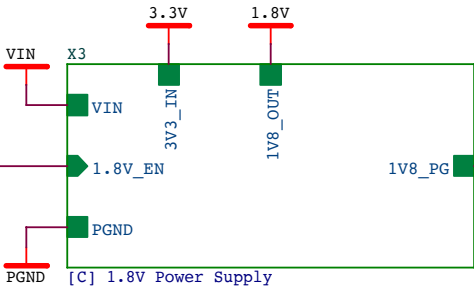 3.3V
1.8V
VIN
X3
VIN
3V3_IN
1V8_OUT
1.8V_EN
1V8_PG
PGND
PGND
[C] 1.8V Power Supply